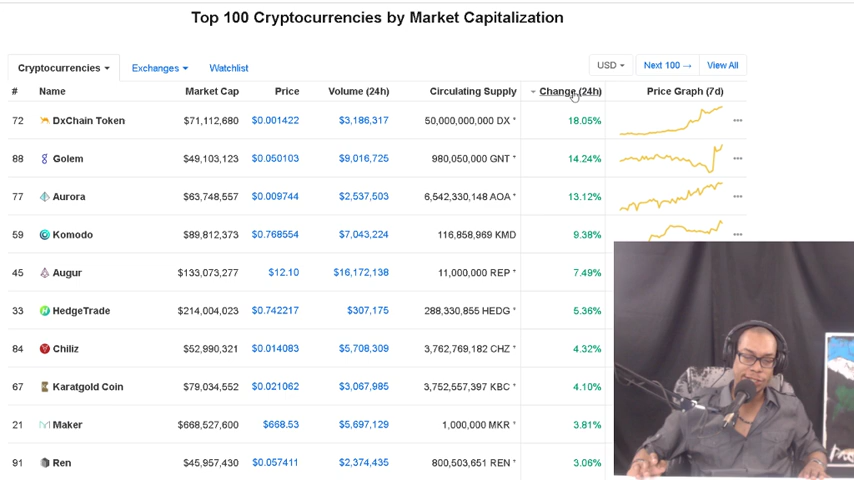 Top 100 Cryptocurrencies by Market Capitalization
Cryptocurrencies Exchanges Watchlist USD Next 100 → View All
# Name Market Cap Price Volume (24h) Circulating Supply Change (24h) Price Graph (7d)
72 DxChain Token $71,112,680 $0.001422 $3,186,317 50,000,000,000 DX * 18.05%
88 Golem $49,103,123 $0.050103 $9,016,725 980,050,000 GNT * 14.24%
77 Aurora $63,748,557 $0.009744 $2,537,503 6,542,330,148 AOA * 13.12%
59 Komodo $89,812,373 $0.768554 $7,043,224 116,858,969 KMD 9.38%
45 Augur $133,073,277 $12.10 $16,172,138 11,000,000 REP * 7.49%
33 HedgeTrade $214,004,023 $0.742217 $307,175 288,330,855 HEDG * 5.36%
84 Chiliz $52,990,321 $0.014083 $5,708,309 3,762,769,182 CHZ * 4.32%
67 Karatgold Coin $79,034,552 $0.021062 $3,067,985 3,752,557,397 KBC * 4.10%
21 Maker $668,527,600 $668.53 $5,697,129 1,000,000 MKR * 3.81%
91 Ren $45,957,430 $0.057411 $2,374,435 800,503,651 REN * 3.06%